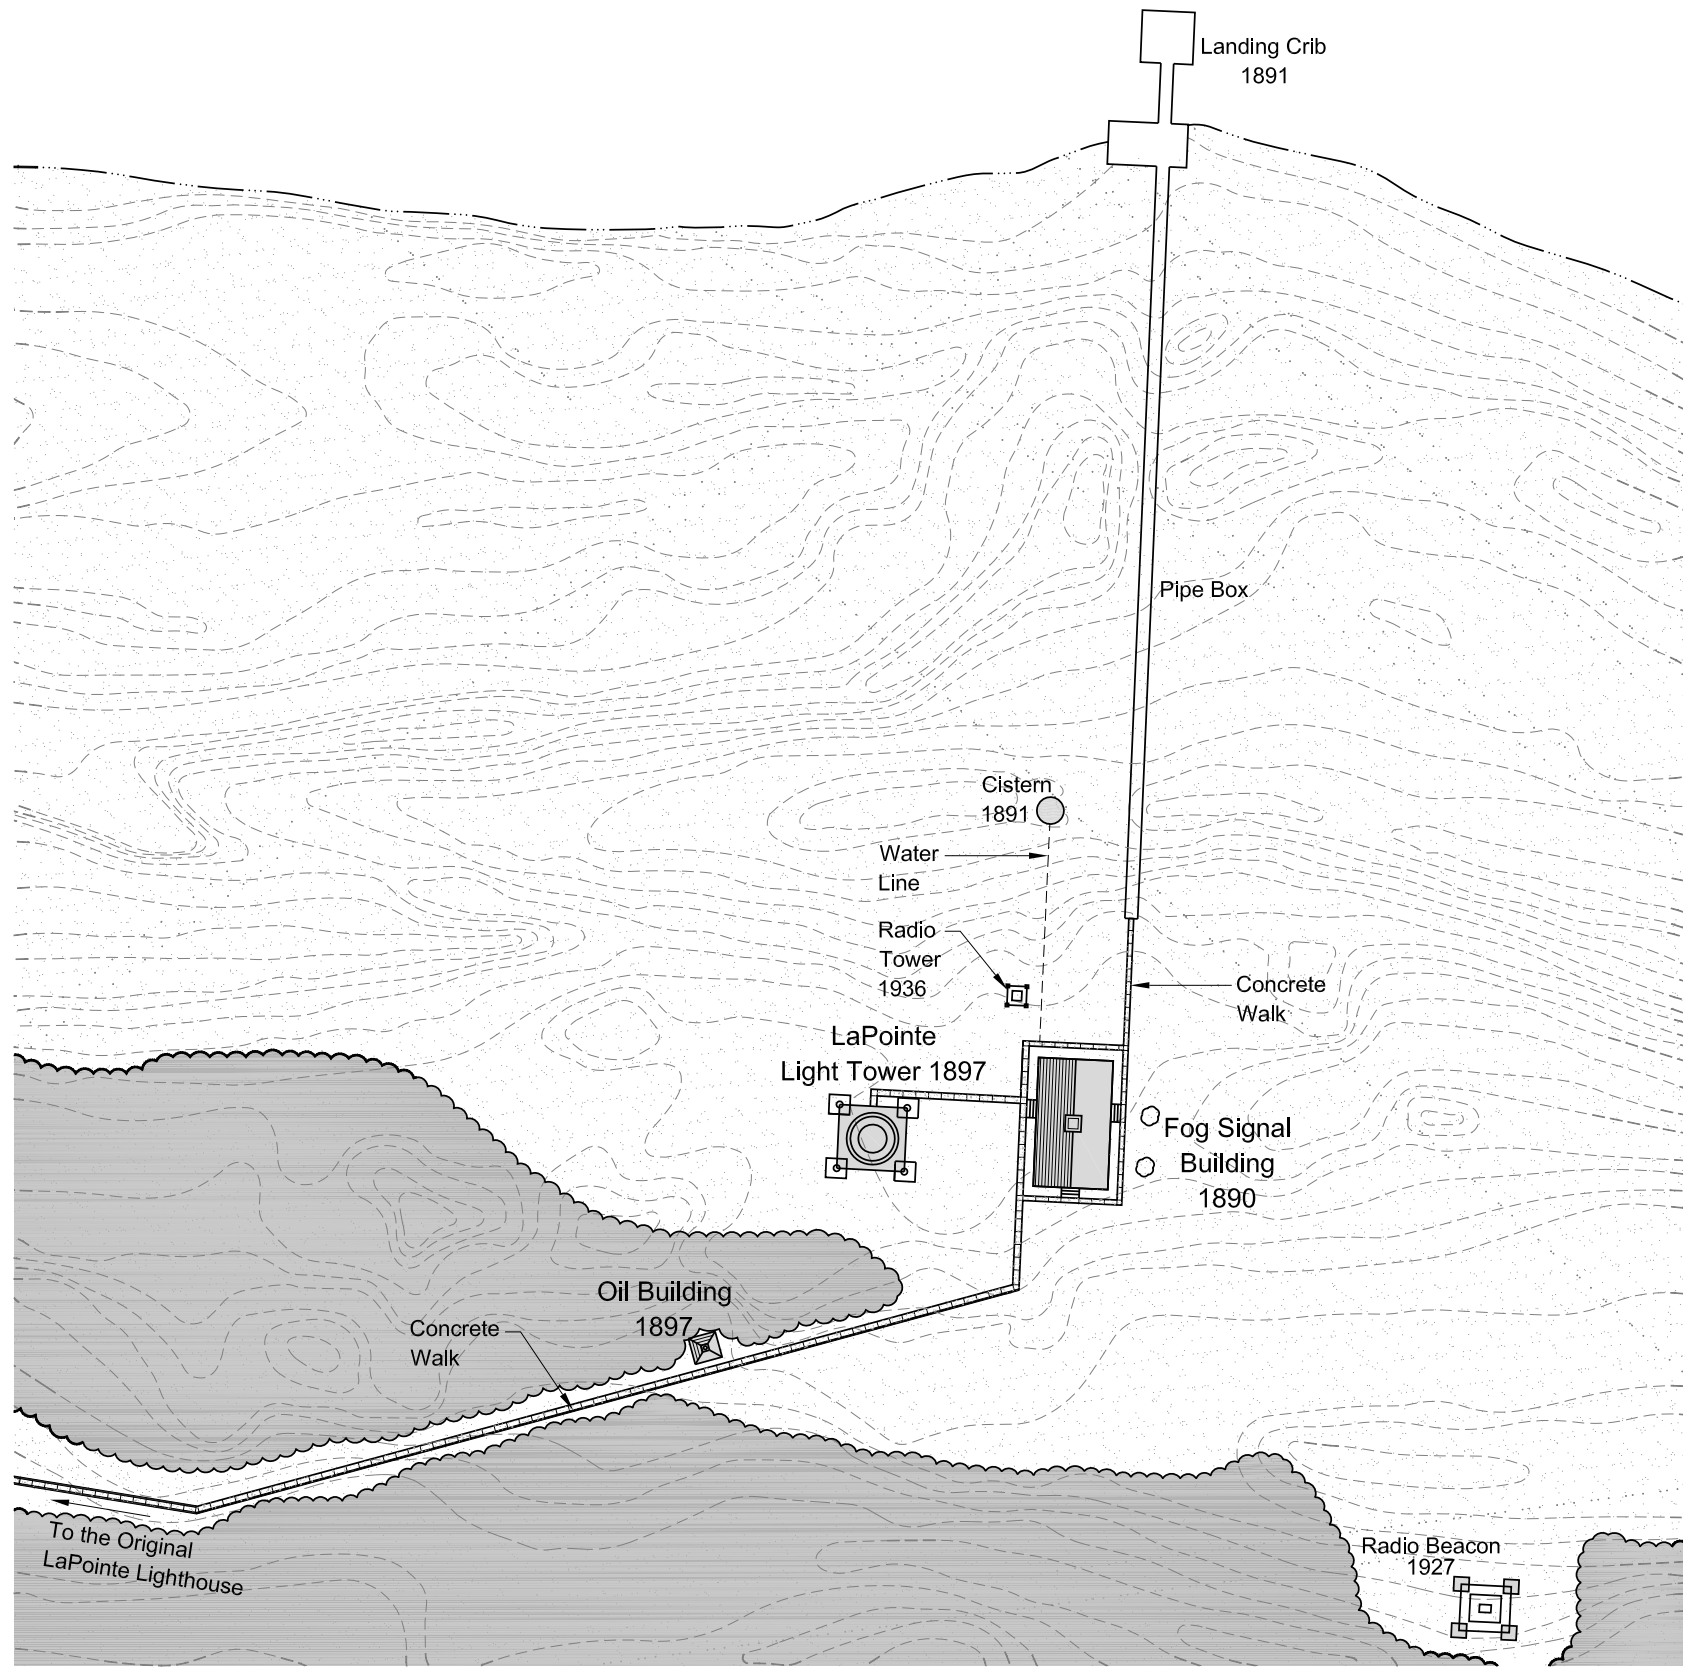 Landing Crib
1891
Pipe Box
Cistern
1891
Water
Line
Radio
Tower
1936
Concrete
Walk
LaPointe
Light Tower 1897
Fog Signal
Building
1890
Oil Building
1897
Concrete
Walk
To the Original
LaPointe Lighthouse
Radio Beacon
1927